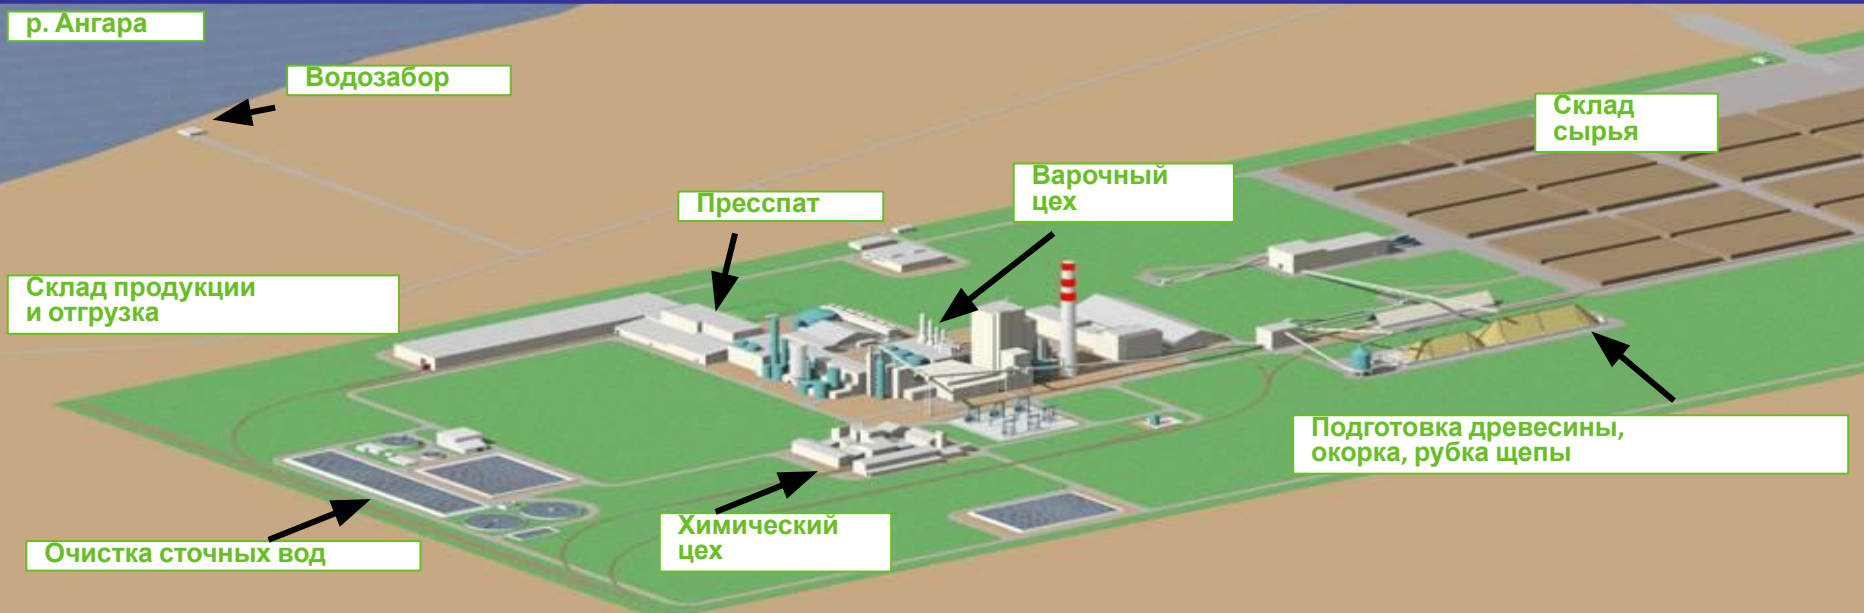 р. Ангара
Водозабор
Склад
сырья
Варочный
цех
Пресспат
Склад продукции
и отгрузка
Подготовка древесины,
окорка, рубка щепы
Химический
цех
Очистка сточных вод